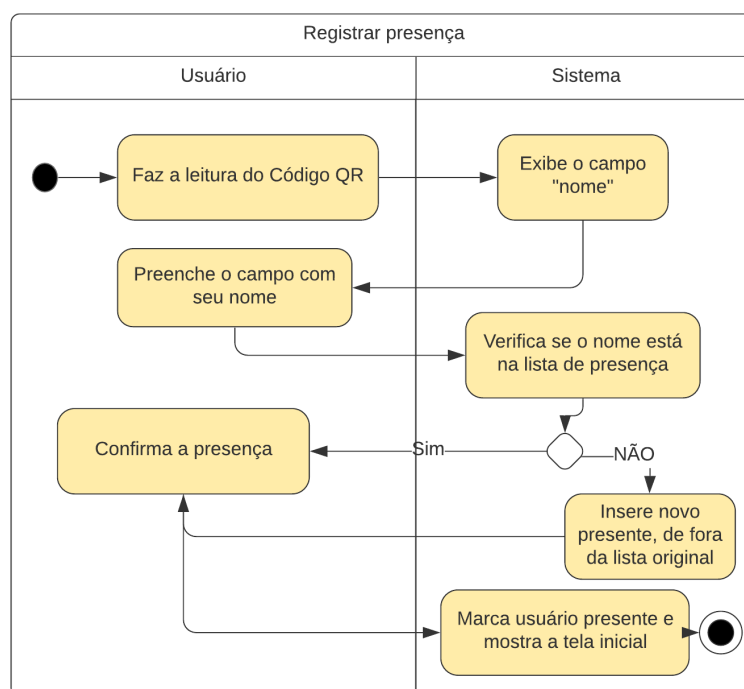 Registrar presença
Usuário
Sistema
Faz a leitura do Código QR
Exibe o campo
"nome"
Preenche o campo com
seu nome
Verifica se o nome está
na lista de presença
Confirma a presença
Sim
NÃO
Insere novo
presente, de fora
da lista original
Marca usuário presente e
mostra a tela inicial